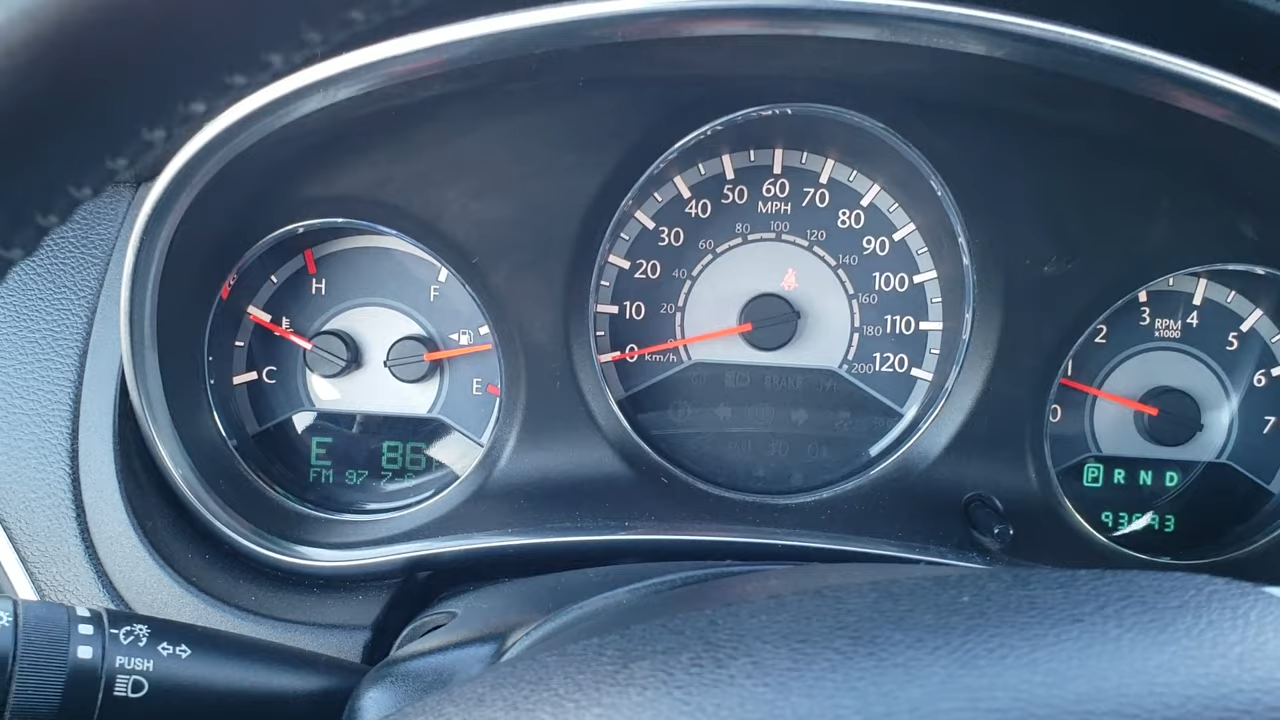 H
F
C
E
E 86
FM 97.7-
0 10 20 30 40 50 60 70 80 90 100 110 120
MPH
0 20 40 60 80 100 120 140 160 180 200
km/h
BRAKE
0 1 2 3 4 5 6 7
RPM
x1000
P R N D
PUSH